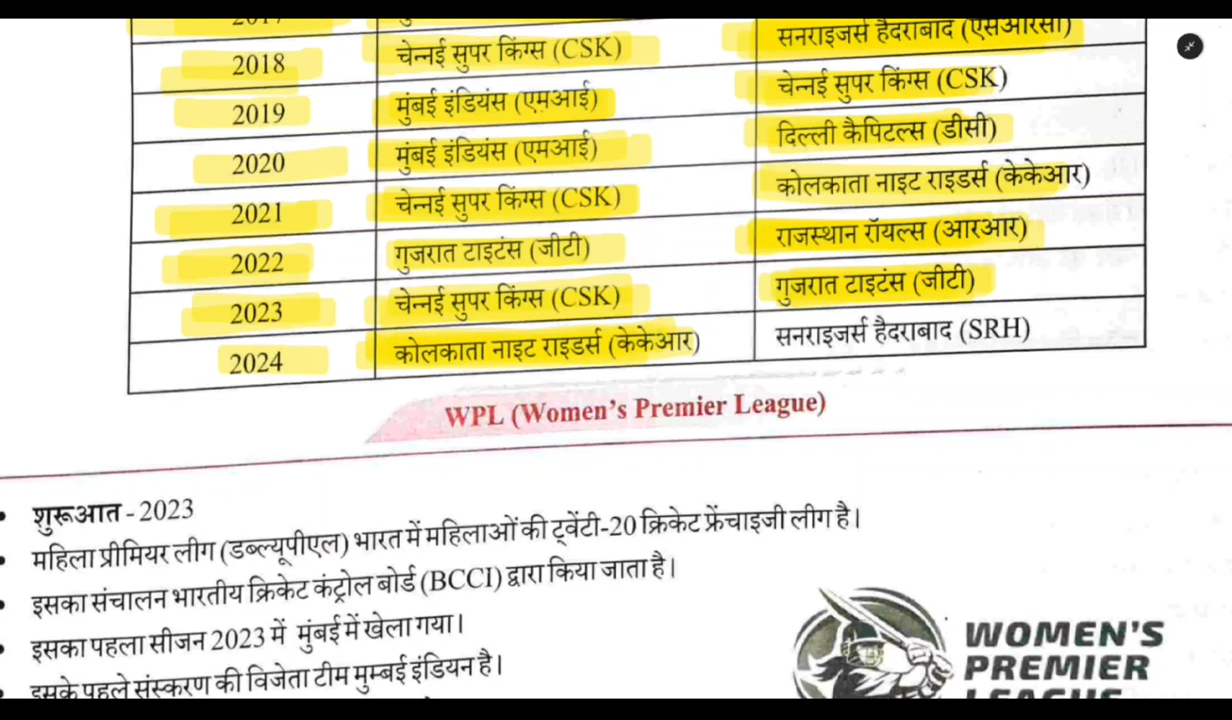 2017
2018 चेन्नई सुपर किंग्स (CSK) सनराइजर्स हैदराबाद (एसआरसी)
2019 मुंबई इंडियंस (एमआई) चेन्नई सुपर किंग्स (CSK)
2020 मुंबई इंडियंस (एमआई) दिल्ली कैपिटल्स (डीसी)
2021 चेन्नई सुपर किंग्स (CSK) कोलकाता नाइट राइडर्स (केकेआर)
2022 गुजरात टाइटंस (जीटी) राजस्थान रॉयल्स (आरआर)
2023 चेन्नई सुपर किंग्स (CSK) गुजरात टाइटंस (जीटी)
2024 कोलकाता नाइट राइडर्स (केकेआर) सनराइजर्स हैदराबाद (SRH)
WPL (Women's Premier League)
• शुरूआत - 2023
• महिला प्रीमियर लीग (डब्ल्यूपीएल) भारत में महिलाओं की ट्वेंटी-20 क्रिकेट फ्रेंचाइजी लीग है।
• इसका संचालन भारतीय क्रिकेट कंट्रोल बोर्ड (BCCI) द्वारा किया जाता है।
• इसका पहला सीजन 2023 में मुंबई में खेला गया।
• इसके पहले संस्करण की विजेता टीम मुम्बई इंडियन है।
WOMEN'S
PREMIER
LEAGUE